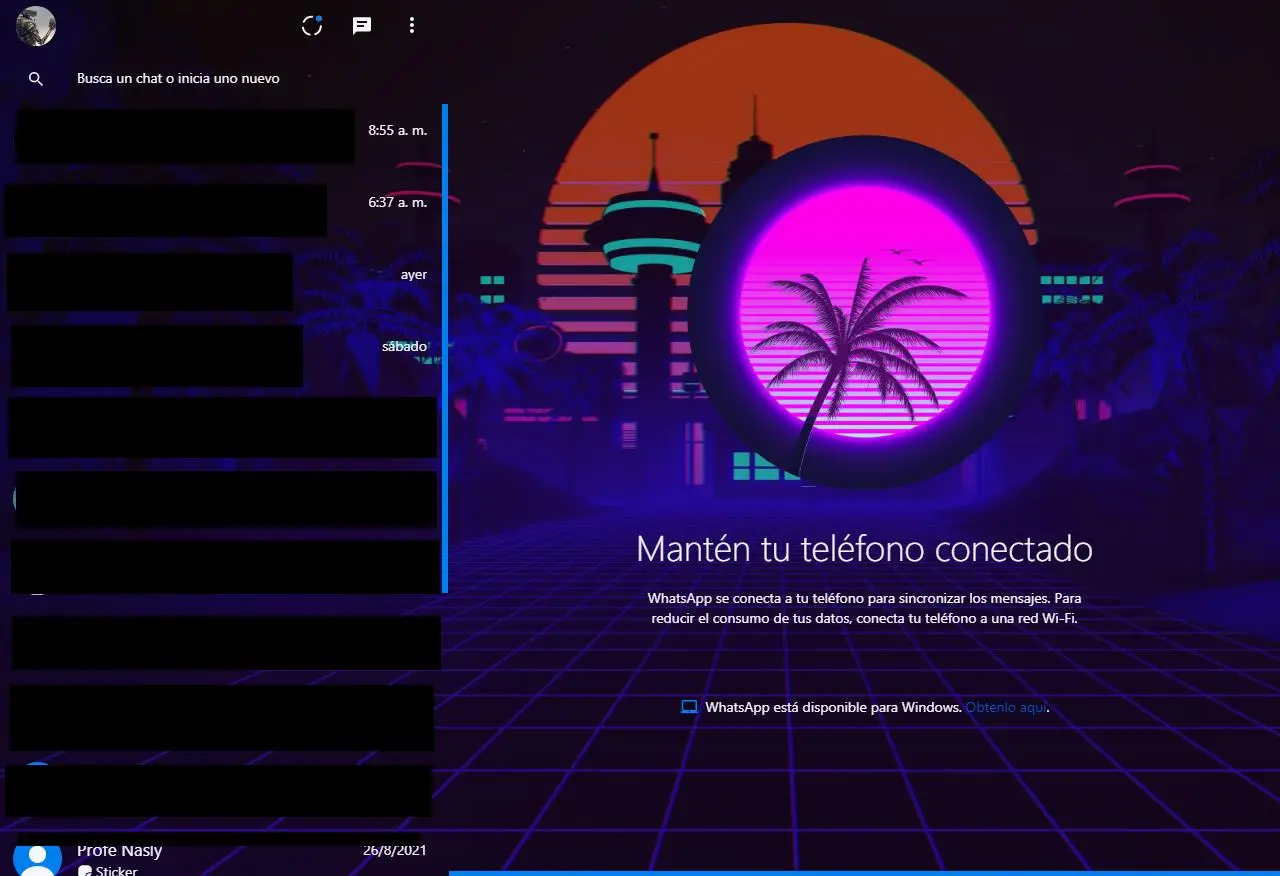 Busca un chat o inicia uno nuevo
8:55 a. m.
6:37 a. m.
ayer
sábado
Profe Nasly
26/8/2021
Sticker
Mantén tu teléfono conectado
WhatsApp se conecta a tu teléfono para sincronizar los mensajes. Para
reducir el consumo de tus datos, conecta tu teléfono a una red Wi-Fi.
WhatsApp está disponible para Windows. Obtenlo aquí.